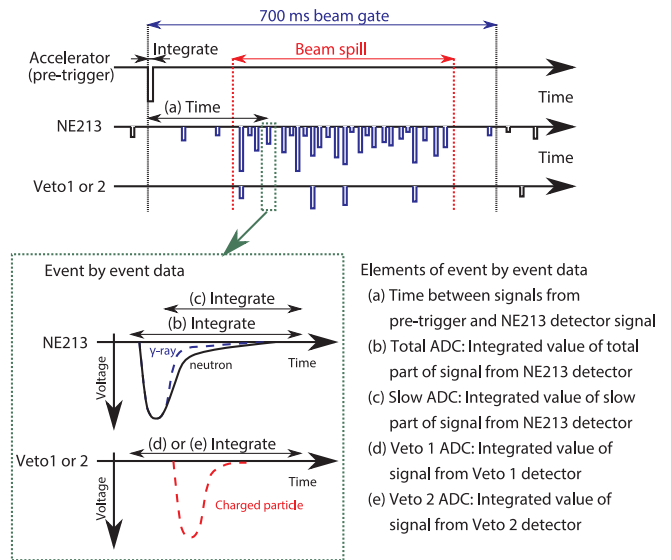 700 ms beam gate
Accelerator
(pre-trigger)
Integrate
Beam spill
Time
(a) Time
NE213
Time
Veto1 or 2
Event by event data
(c) Integrate
(b) Integrate
NE213
γ-ray
neutron
Time
Voltage
(d) or (e) Integrate
Veto1 or 2
Time
Voltage
Charged particle
Elements of event by event data
(a) Time between signals from
pre-trigger and NE213 detector signal
(b) Total ADC: Integrated value of total
part of signal from NE213 detector
(c) Slow ADC: Integrated value of slow
part of signal from NE213 detector
(d) Veto 1 ADC: Integrated value of
signal from Veto 1 detector
(e) Veto 2 ADC: Integrated value of
signal from Veto 2 detector